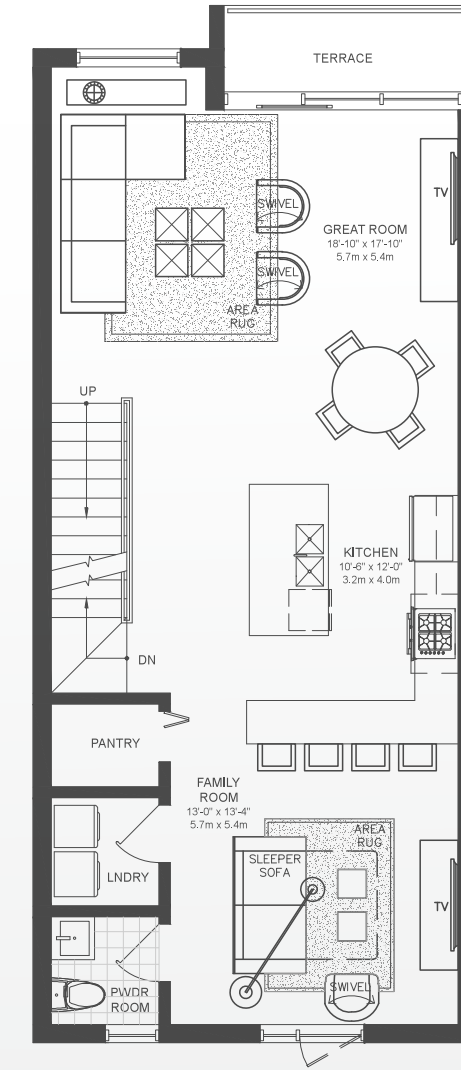 TERRACE
TV
SWIVEL
GREAT ROOM
18'-10" x 17'-10"
5.7m x 5.4m
SWIVEL
AREA
RUG
UP
KITCHEN
10'-6" x 12'-0"
3.2m x 4.0m
DN
PANTRY
FAMILY
ROOM
13'-0" x 13'-4"
5.7m x 5.4m
AREA
RUG
SLEEPER
SOFA
LNDRY
TV
SWIVEL
PWDR
ROOM